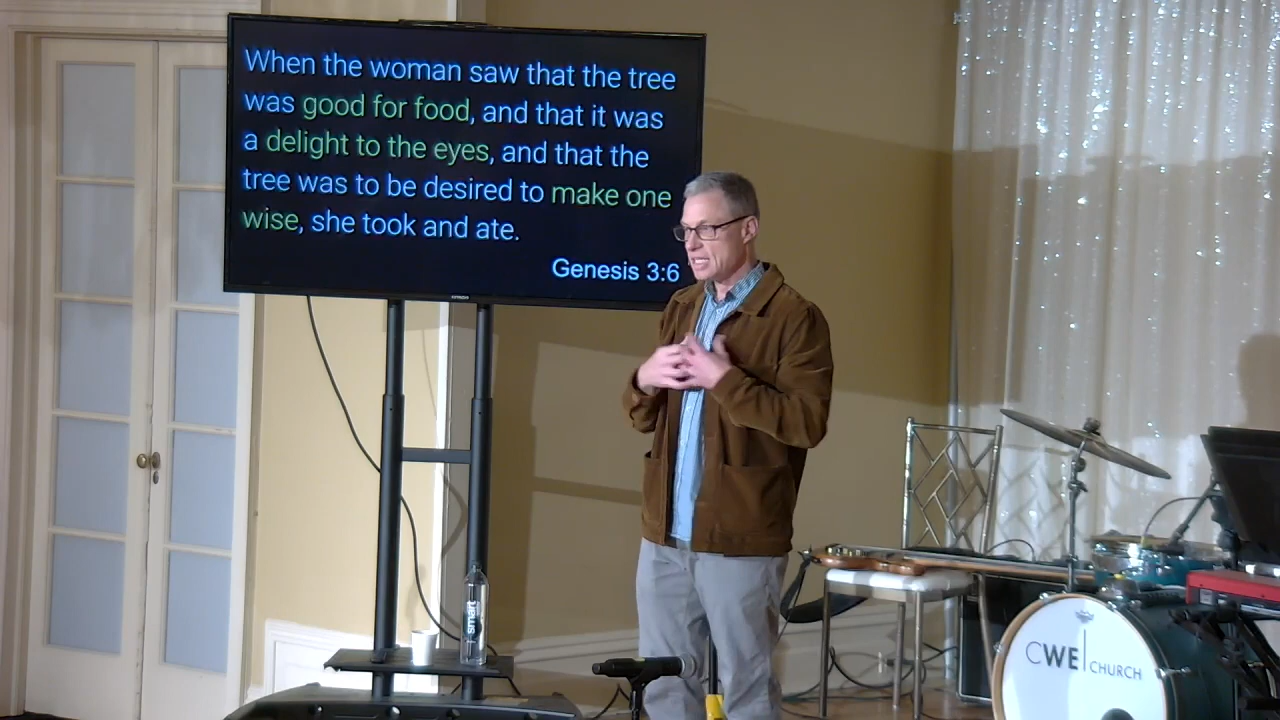 When the woman saw that the tree
was good for food, and that it was
a delight to the eyes, and that the
tree was to be desired to make one
wise, she took and ate.
Genesis 3:6
smart
CWE CHURCH